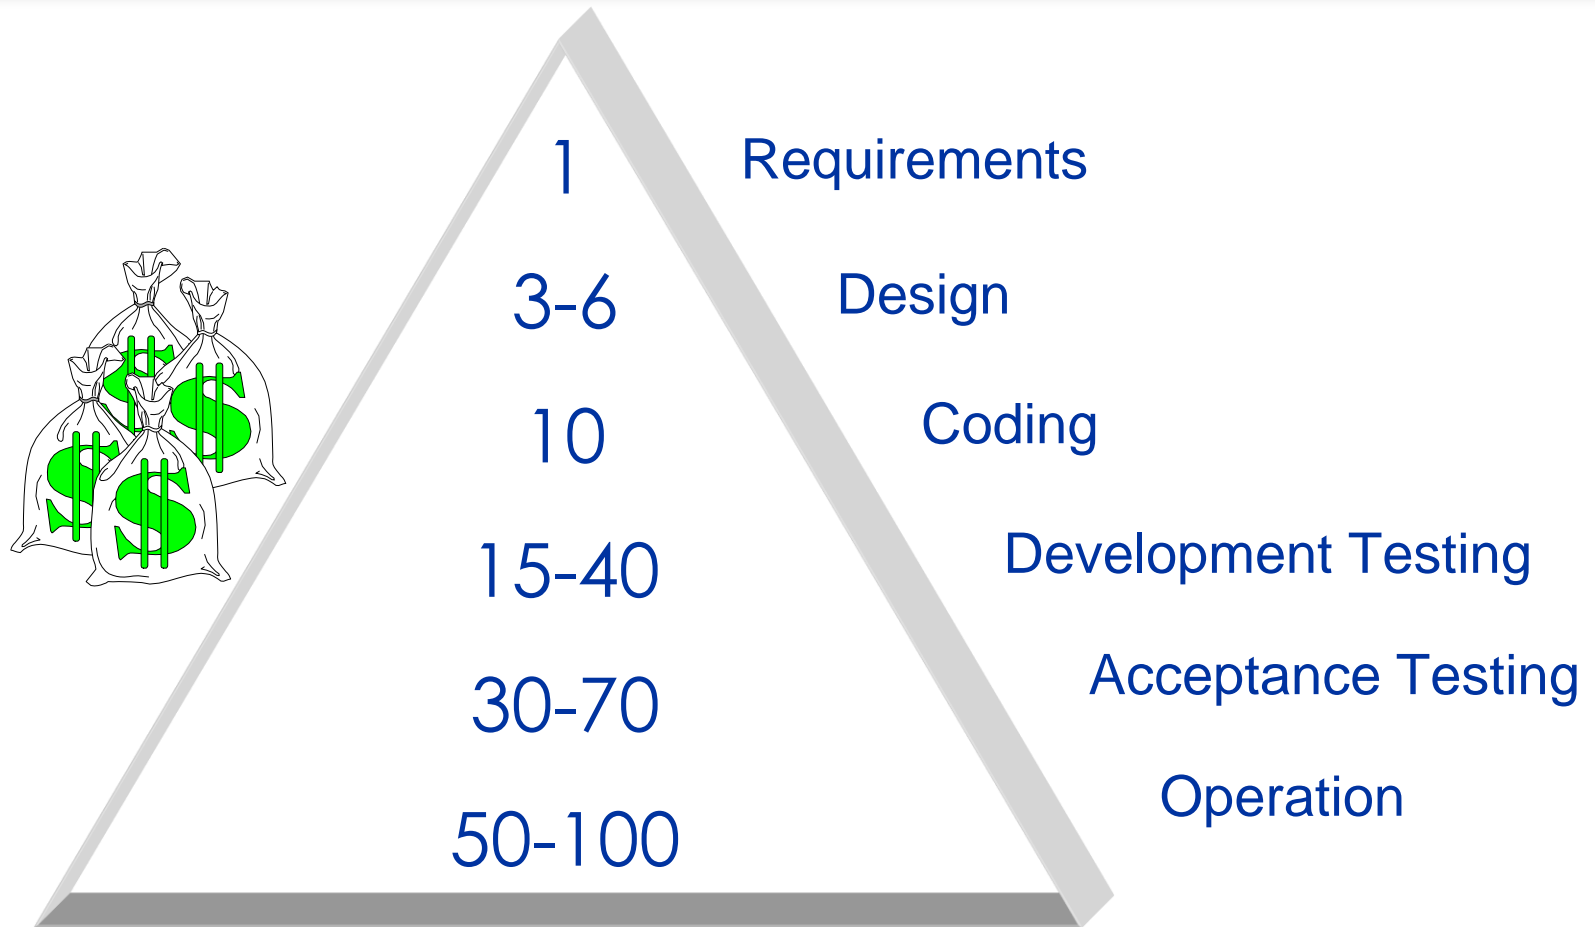 1 Requirements
3-6 Design
10 Coding
15-40 Development Testing
30-70 Acceptance Testing
50-100 Operation
$
$
$
$